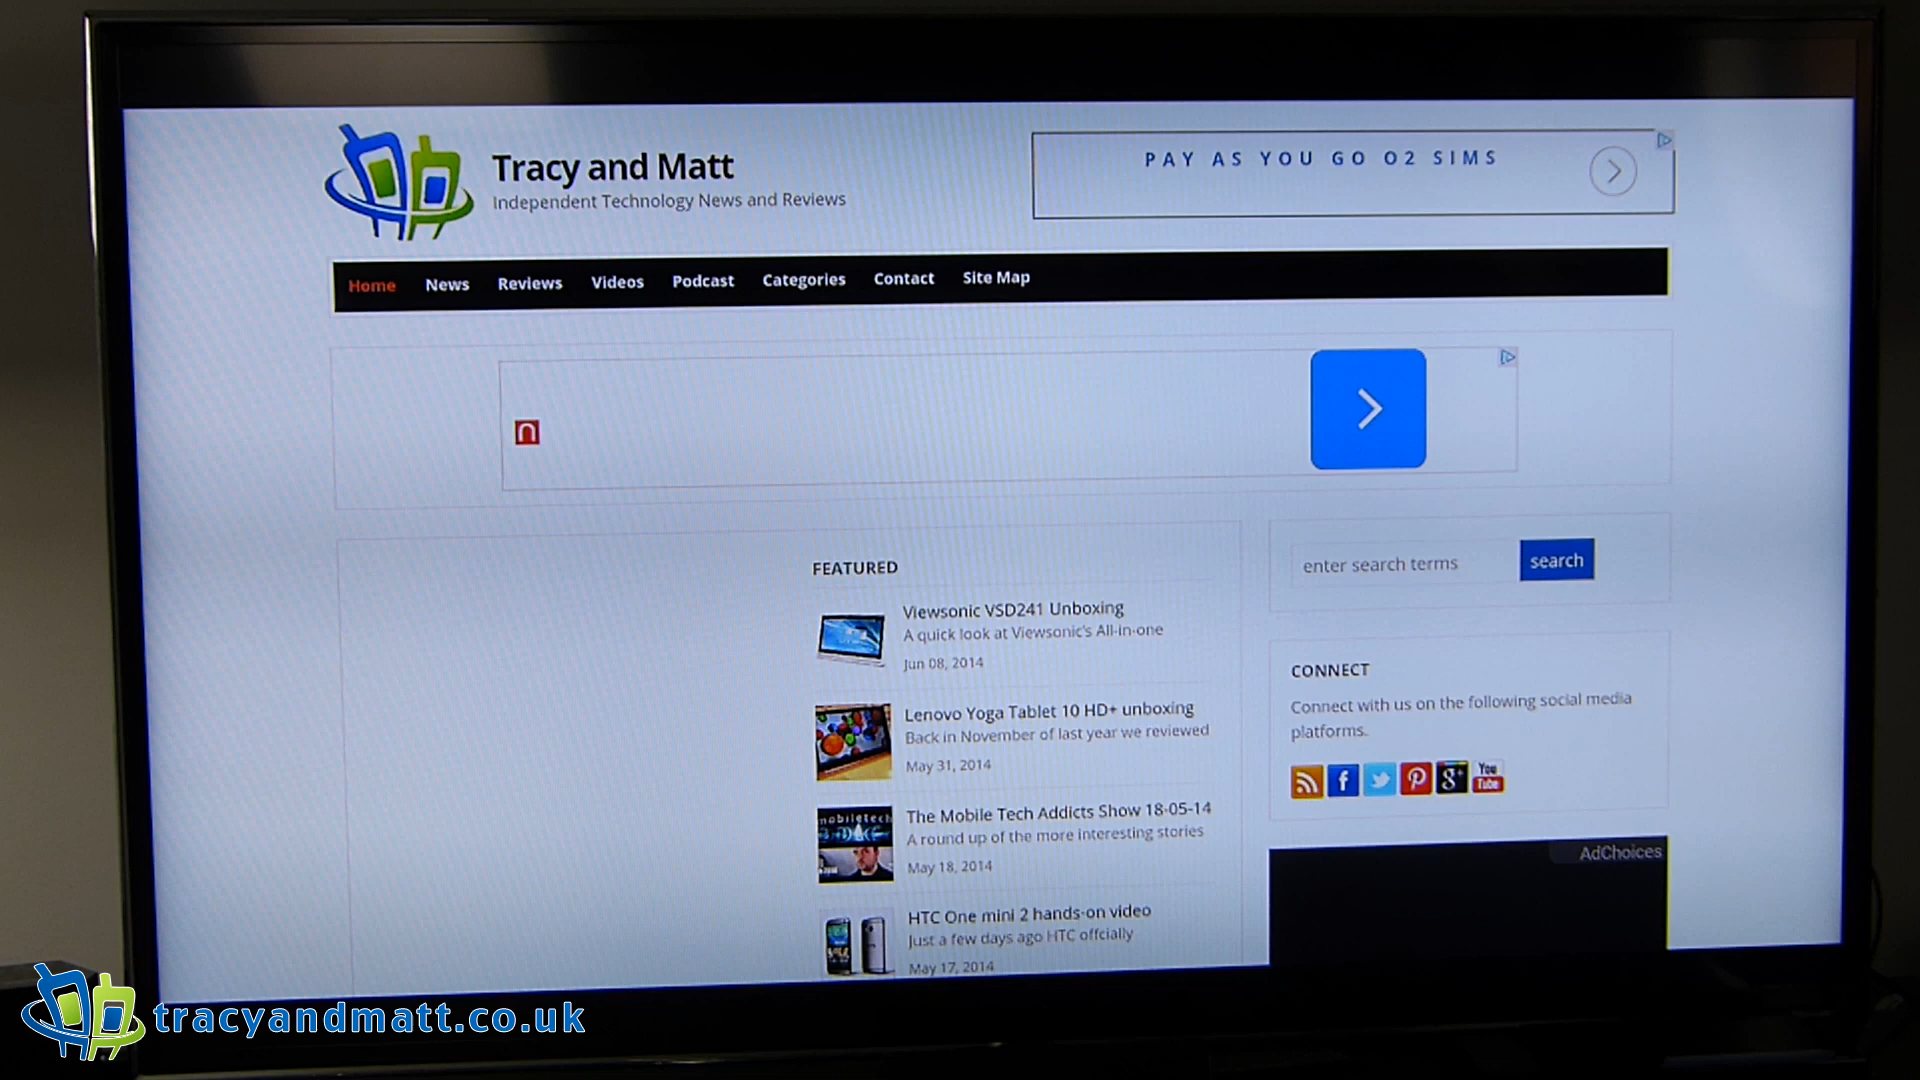 Tracy and Matt
Independent Technology News and Reviews
PAY AS YOU GO O2 SIMS
Home News Reviews Videos Podcast Categories Contact Site Map
n
FEATURED
Viewsonic VSD241 Unboxing
A quick look at Viewsonic's All-in-one
Jun 08, 2014
Lenovo Yoga Tablet 10 HD+ unboxing
Back in November of last year we reviewed
May 31, 2014
mobiletech
The Mobile Tech Addicts Show 18-05-14
A round up of the more interesting stories
May 18, 2014
HTC One mini 2 hands-on video
Just a few days ago HTC offcially
May 17, 2014
enter search terms search
CONNECT
Connect with us on the following social media
platforms.
You
Tube
AdChoices
tracyandmatt.co.uk